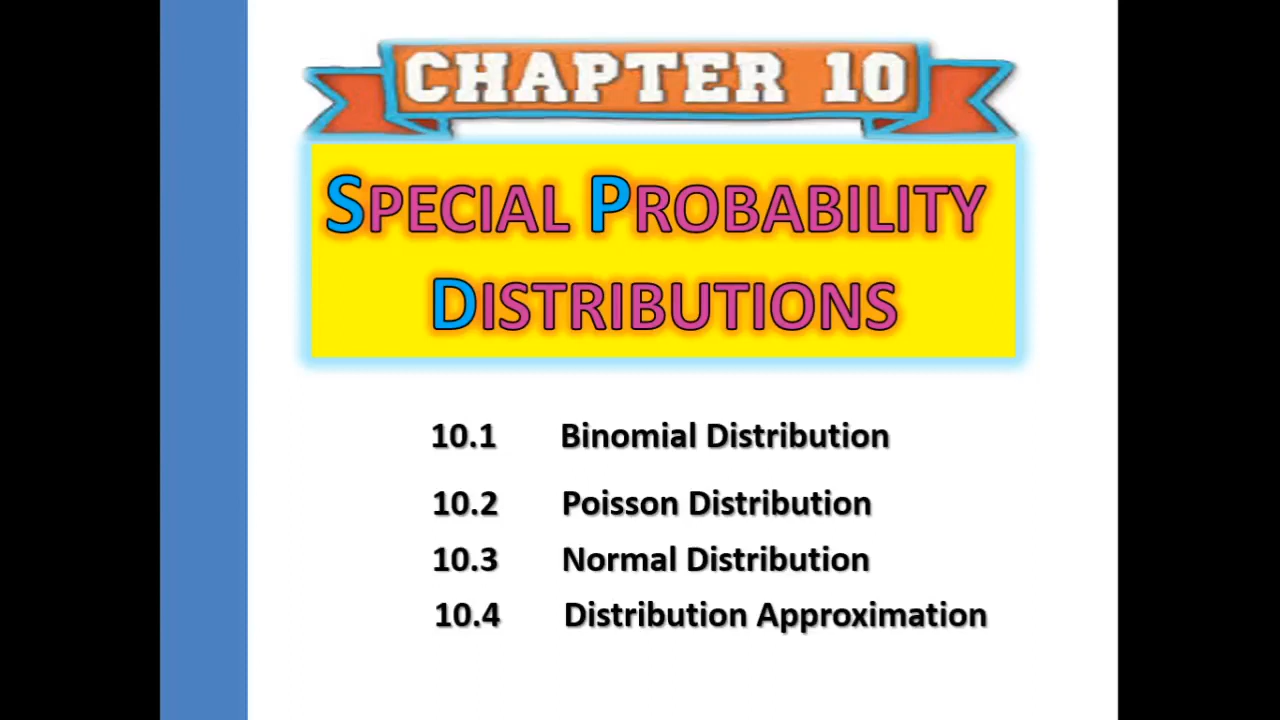 CHAPTER 10
SPECIAL PROBABILITY
DISTRIBUTIONS
10.1 Binomial Distribution
10.2 Poisson Distribution
10.3 Normal Distribution
10.4 Distribution Approximation